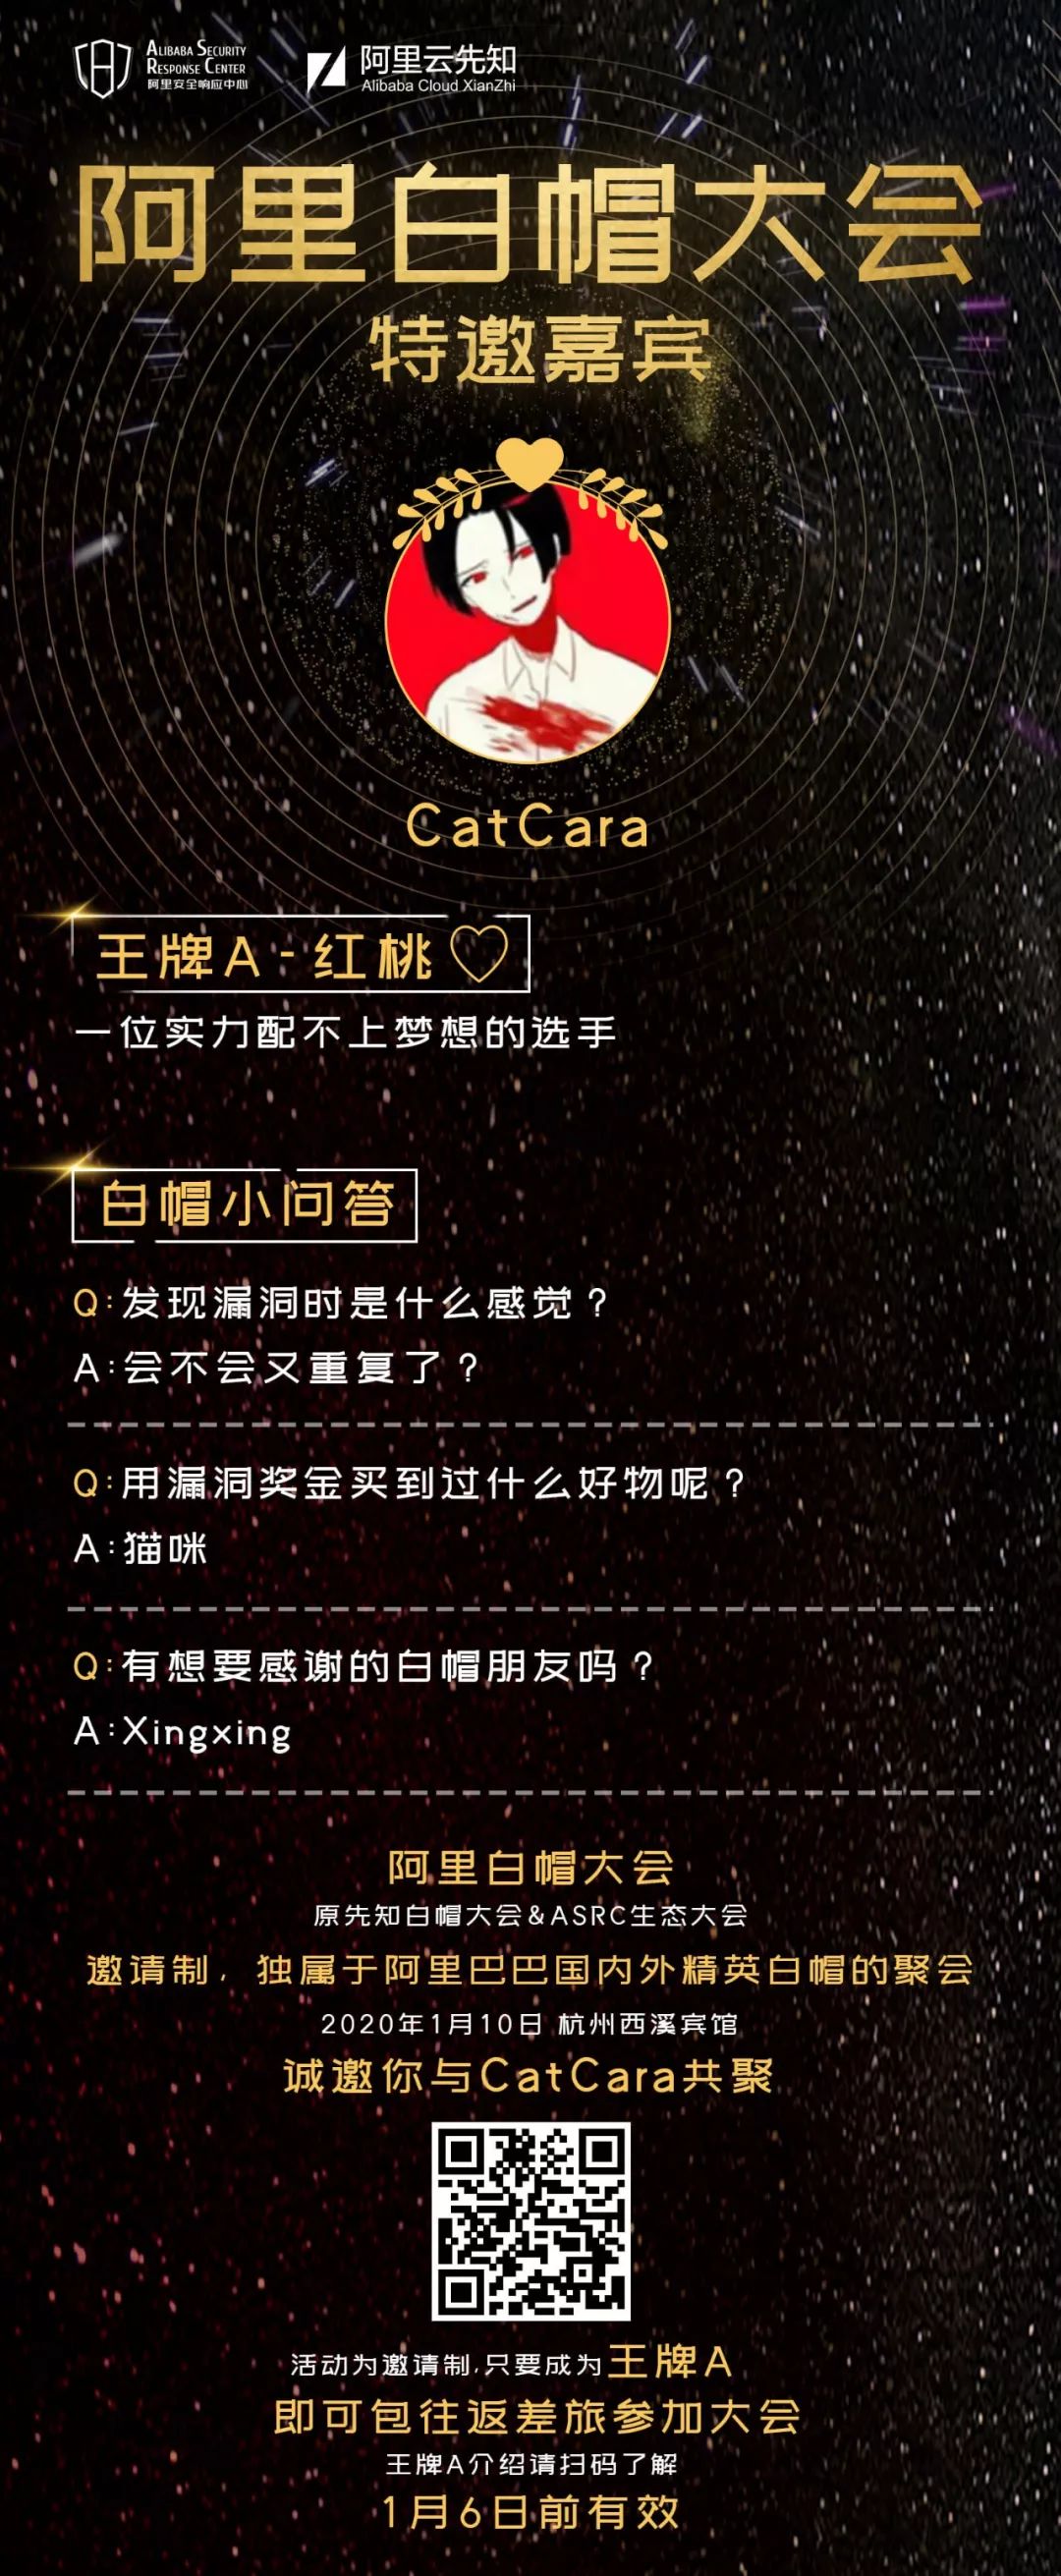 ALIBABA SECURITY
RESPONSE CENTER
阿里安全响应中心
阿里云先知
Alibaba Cloud XianZhi
阿里白帽大会
特邀嘉宾
CatCara
王牌A-红桃
一位实力配不上梦想的选手
白帽小问答
Q:发现漏洞时是什么感觉？
A:会不会又重复了？
Q:用漏洞奖金买到过什么好物呢？
A:猫咪
Q:有想要感谢的白帽朋友吗？
A:Xingxing
阿里白帽大会
原先知白帽大会&ASRC生态大会
邀请制，独属于阿里巴巴国内外精英白帽的聚会
2020年1月10日 杭州西溪宾馆
诚邀你与CatCara共聚
活动为邀请制,只要成为王牌A
即可包往返差旅参加大会
王牌A介绍请扫码了解
1月6日前有效